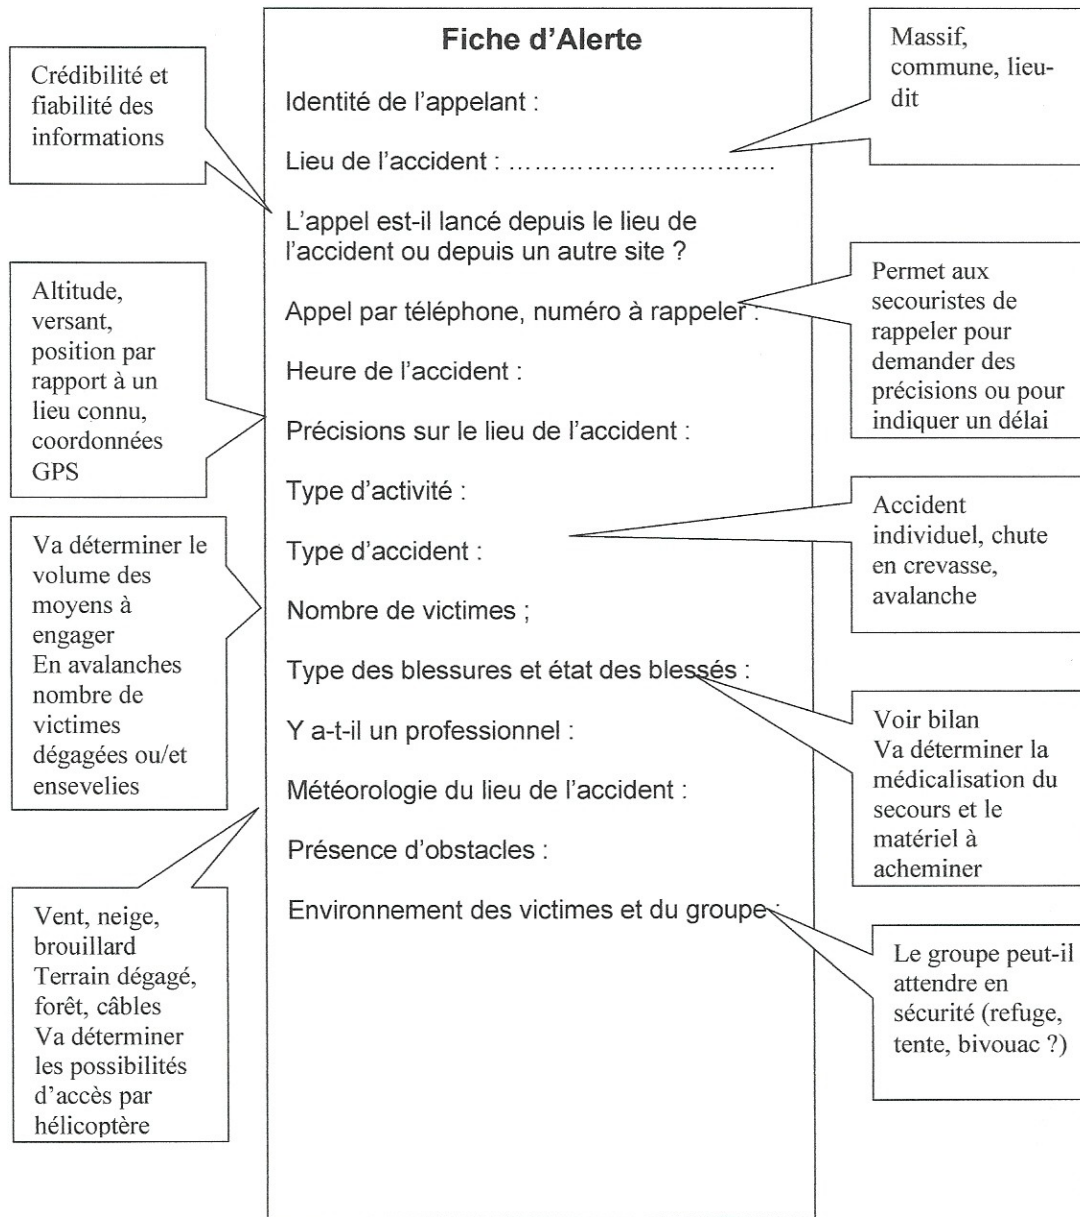 Fiche d'Alerte
Identité de l'appelant :
Lieu de l'accident : ……………………….
L'appel est-il lancé depuis le lieu de
l'accident ou depuis un autre site ?
Appel par téléphone, numéro à rappeler :
Heure de l'accident :
Précisions sur le lieu de l'accident :
Type d'activité :
Type d'accident :
Nombre de victimes ;
Type des blessures et état des blessés :
Y a-t-il un professionnel :
Météorologie du lieu de l'accident :
Présence d'obstacles :
Environnement des victimes et du groupe :
Crédibilité et
fiabilité des
informations
Altitude,
versant,
position par
rapport à un
lieu connu,
coordonnées
GPS
Va déterminer le
volume des
moyens à
engager
En avalanches
nombre de
victimes
dégagées ou/et
ensevelies
Vent, neige,
brouillard
Terrain dégagé,
forêt, câbles
Va déterminer
les possibilités
d'accès par
hélicoptère
Massif,
commune, lieu-
dit
Permet aux
secouristes de
rappeler pour
demander des
précisions ou pour
indiquer un délai
Accident
individuel, chute
en crevasse,
avalanche
Voir bilan
Va déterminer la
médicalisation du
secours et le
matériel à
acheminer
Le groupe peut-il
attendre en
sécurité (refuge,
tente, bivouac ?)